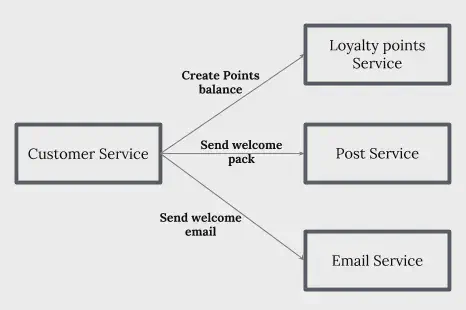 Loyalty points
Service
Create Points
balance
Customer Service
Send welcome
pack
Post Service
Send welcome
email
Email Service